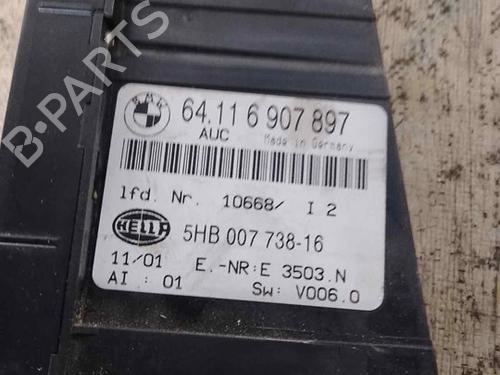 BMW
64.11 6 907 897
AUC Made in Germany
lfd. Nr. 10668/ I 2
HELLA 5HB 007 738-16
11/01 E.-NR:E 3503.N
AI : 01 SW: V006.0
B-PARTS